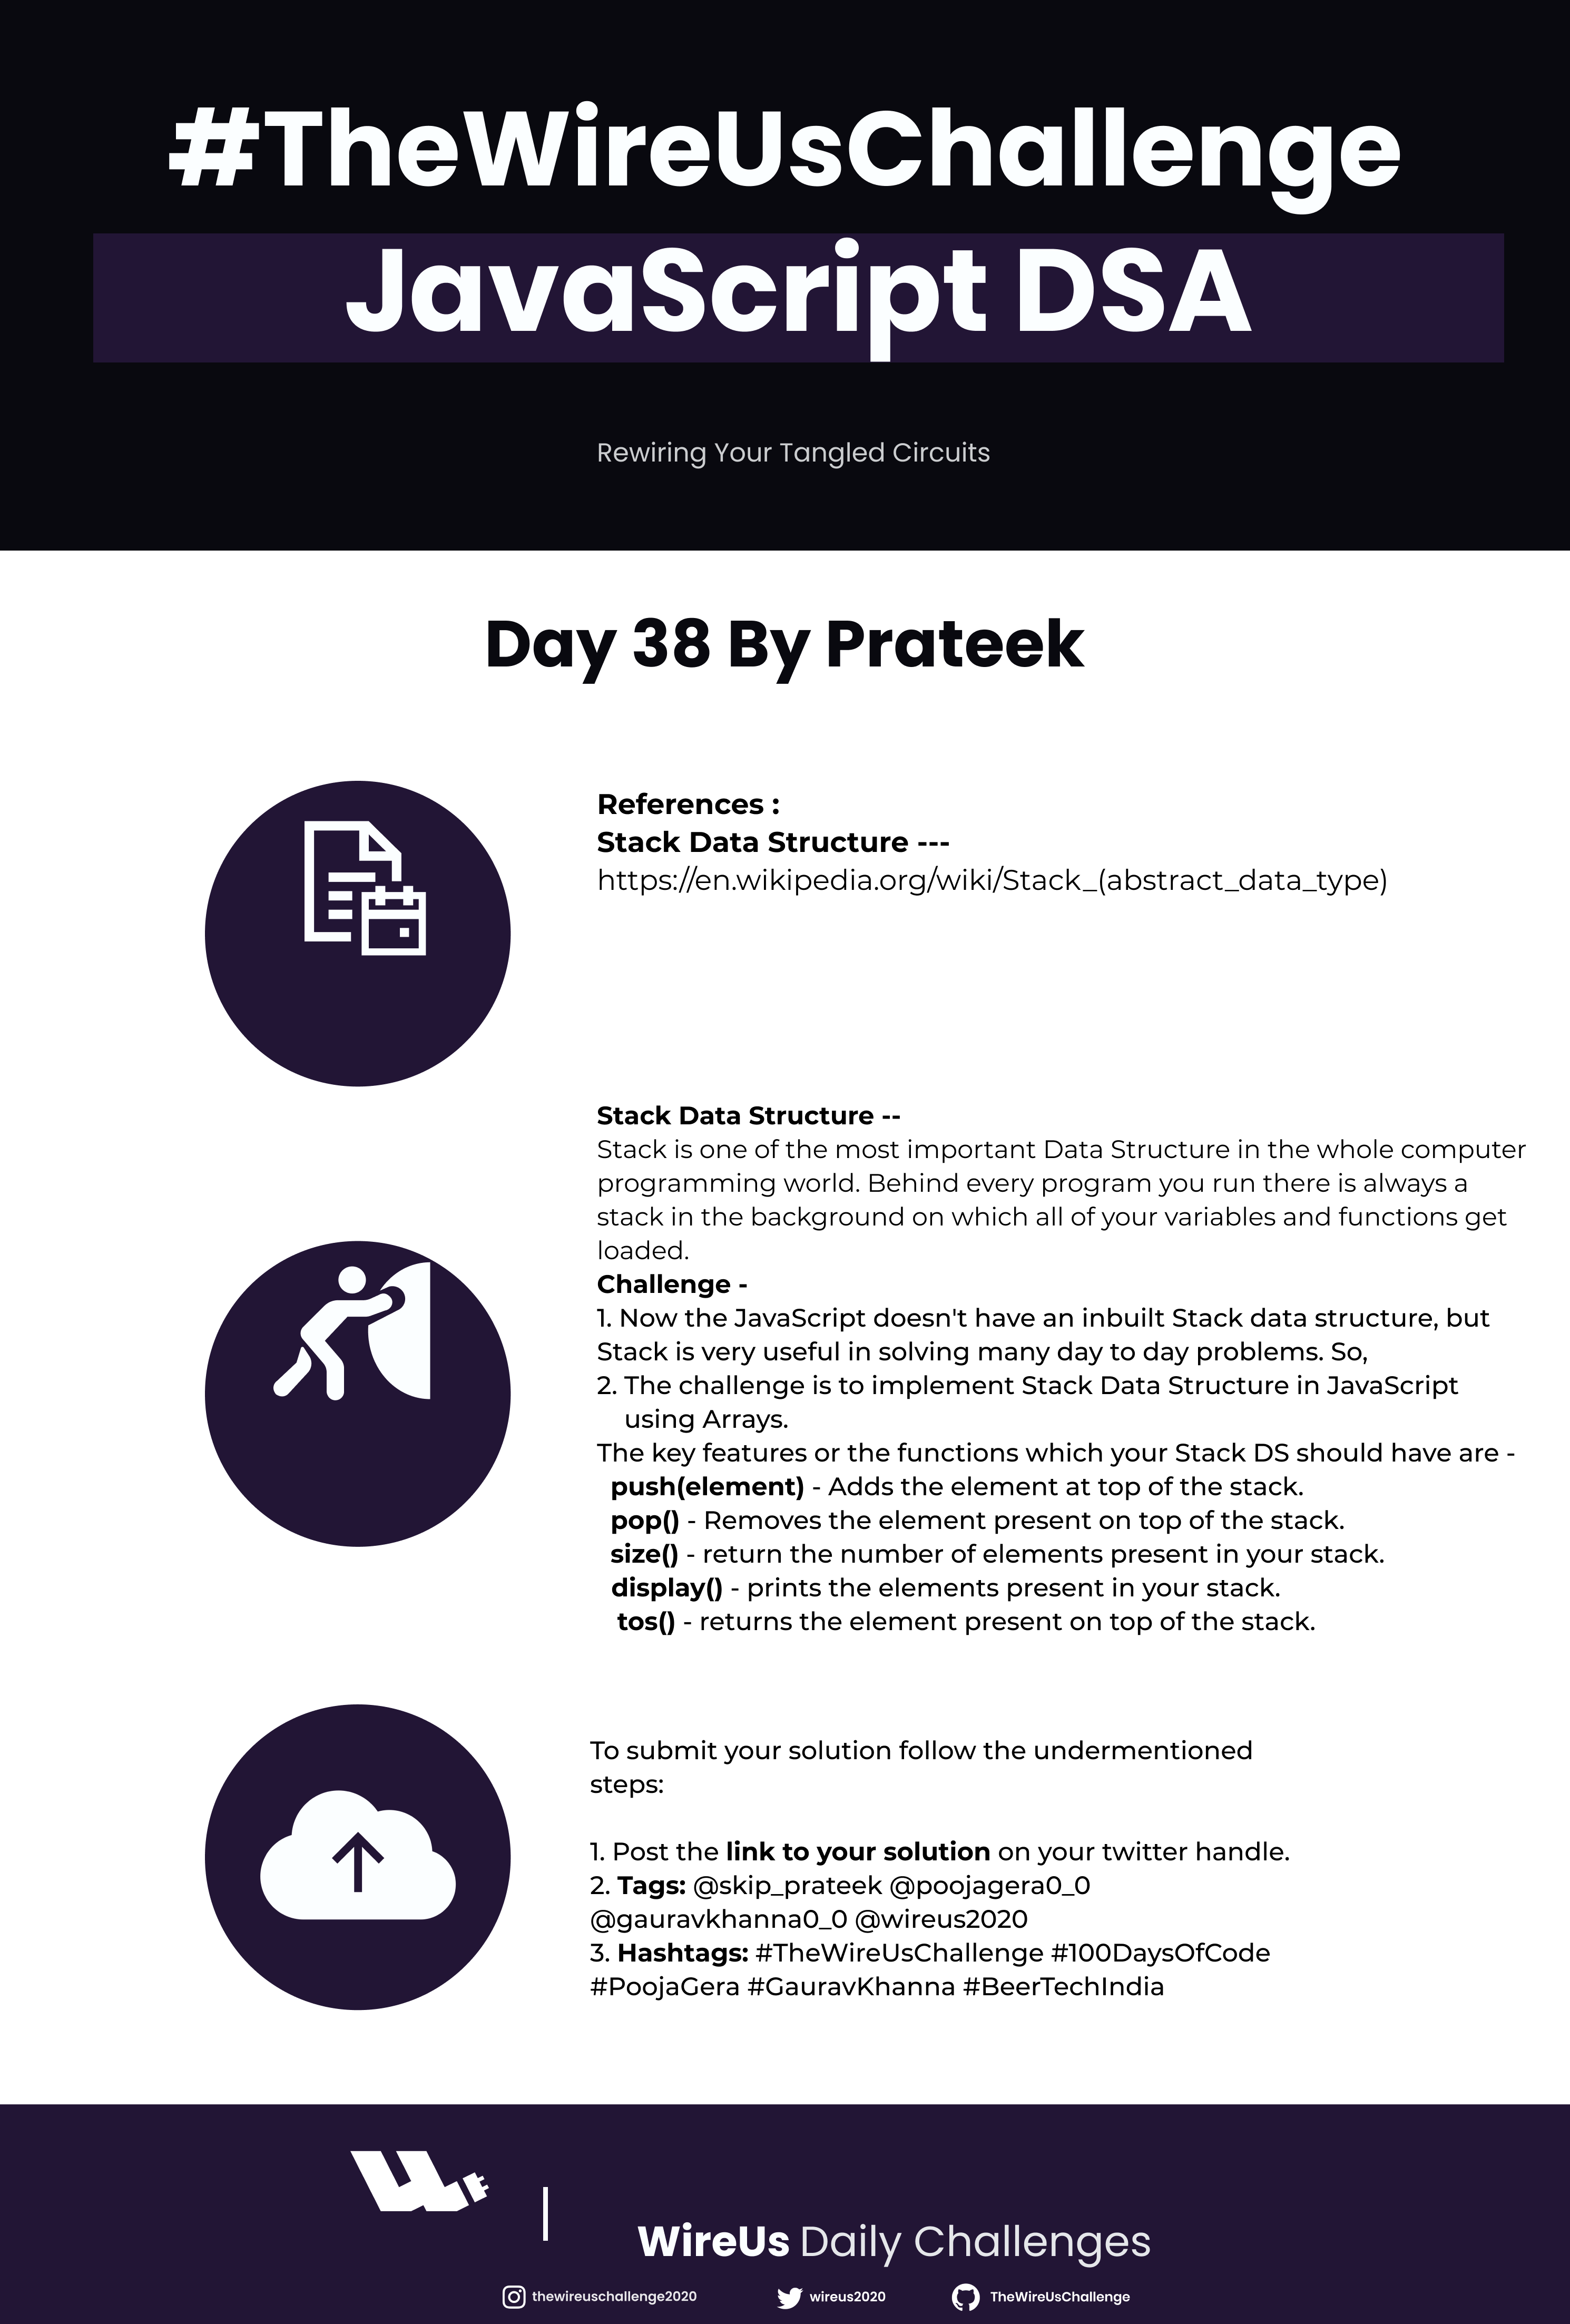 #TheWireUsChallenge
JavaScript DSA
Rewiring Your Tangled Circuits
Day 38 By Prateek
References :
Stack Data Structure ---
https://en.wikipedia.org/wiki/Stack_(abstract_data_type)
Stack Data Structure --
Stack is one of the most important Data Structure in the whole computer
programming world. Behind every program you run there is always a
stack in the background on which all of your variables and functions get
loaded.
Challenge -
1. Now the JavaScript doesn't have an inbuilt Stack data structure, but
Stack is very useful in solving many day to day problems. So,
2. The challenge is to implement Stack Data Structure in JavaScript
using Arrays.
The key features or the functions which your Stack DS should have are -
push(element) - Adds the element at top of the stack.
pop() - Removes the element present on top of the stack.
size() - return the number of elements present in your stack.
display() - prints the elements present in your stack.
tos() - returns the element present on top of the stack.
To submit your solution follow the undermentioned
steps:
1. Post the link to your solution on your twitter handle.
2. Tags: @skip_prateek @poojagera0_0
@gauravkhanna0_0 @wireus2020
3. Hashtags: #TheWireUsChallenge #100DaysOfCode
#PoojaGera #GauravKhanna #BeerTechIndia
WireUs Daily Challenges
thewireuschallenge2020 wireus2020 TheWireUsChallenge